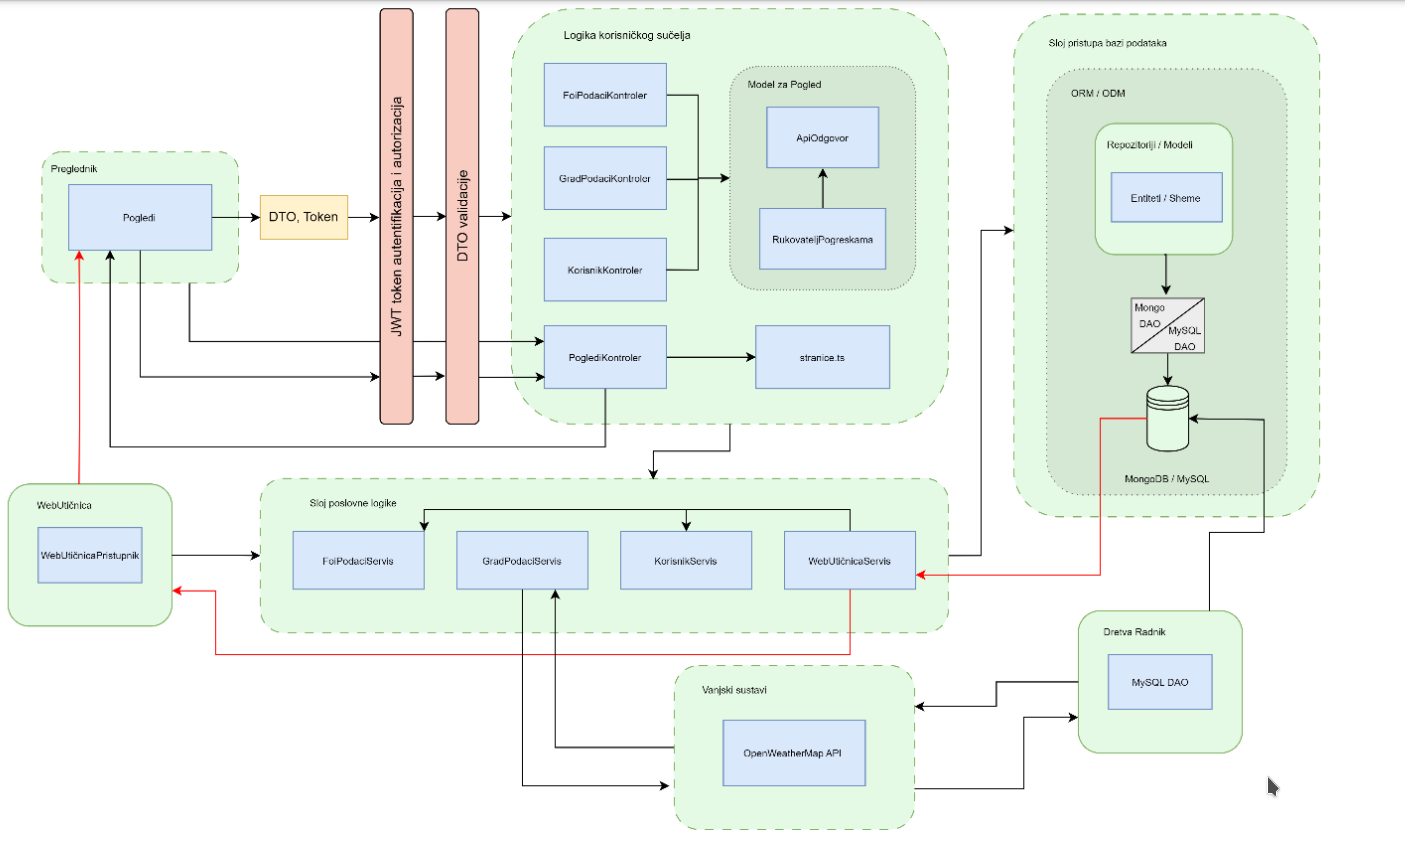 Preglednik
Pogledi
DTO, Token
JWT token autentifikacija i autorizacija
DTO validacije
Logika korisničkog sučelja
FoiPodaciKontroler
GradPodaciKontroler
KorisnikKontroler
PoglediKontroler
Model za Pogled
ApiOdgovor
RukovateljPogreskama
stranice.ts
Sloj pristupa bazi podataka
ORM / ODM
Repozitoriji / Modeli
Entiteti / Sheme
Mongo
DAO
MySQL
DAO
MongoDB / MySQL
WebUtičnica
WebUtičnicaPristupnik
Sloj poslovne logike
FoiPodaciServis
GradPodaciServis
KorisnikServis
WebUtičnicaServis
Dretva Radnik
MySQL DAO
Vanjski sustavi
OpenWeatherMap API